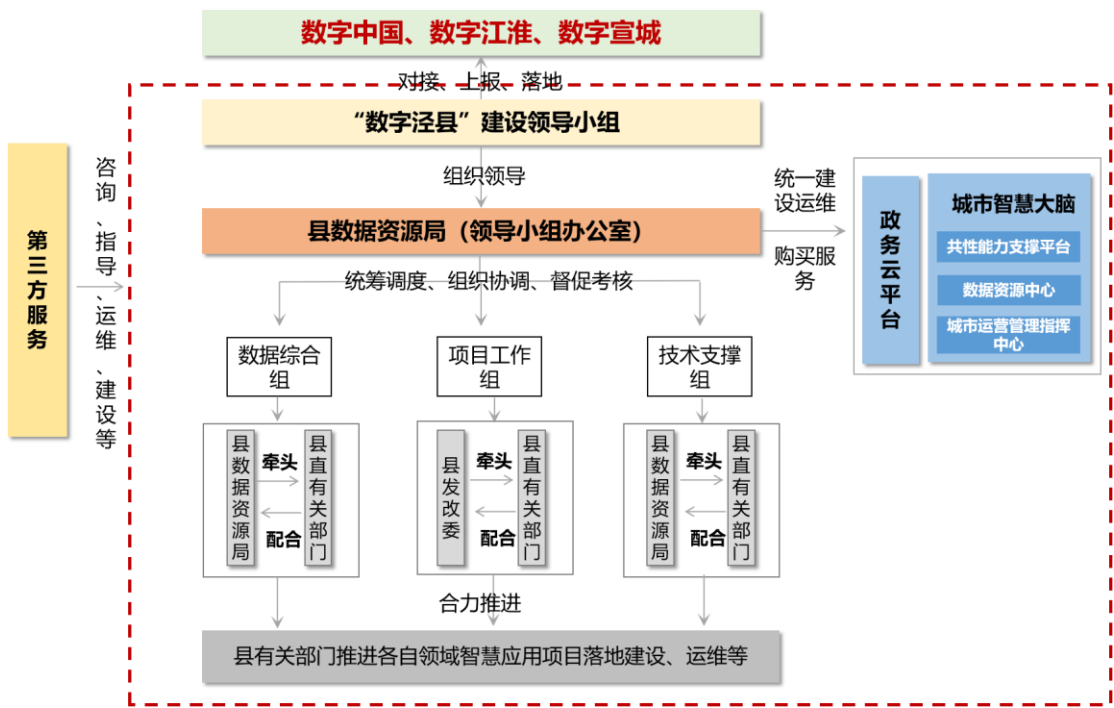 数字中国、数字江淮、数字宣城
对接、上报、落地
“数字泾县”建设领导小组
组织领导
县数据资源局（领导小组办公室）
统筹调度、组织协调、督促考核
第三方服务
咨询、指导、运维、建设等
统一建
设运维
购买服
务
政务云平台
城市智慧大脑
共性能力支撑平台
数据资源中心
城市运营管理指挥
中心
数据综合
组
项目工作
组
技术支撑
组
县数据资源局
牵头
配合
县直有关部门
县发改委
牵头
配合
县直有关部门
县数据资源局
牵头
配合
县直有关部门
合力推进
县有关部门推进各自领域智慧应用项目落地建设、运维等